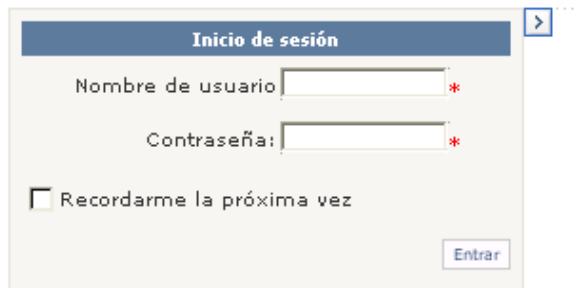 Inicio de sesión
Nombre de usuario *
Contraseña: *
Recordarme la próxima vez
Entrar